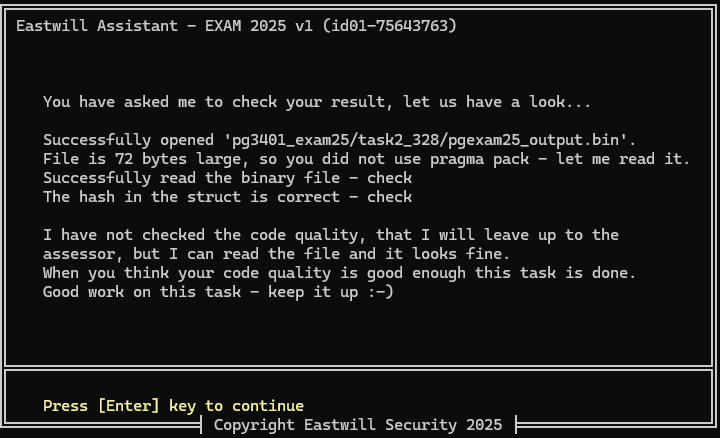 Eastwill Assistant - EXAM 2025 v1 (id01-75643763)
You have asked me to check your result, let us have a look...
Successfully opened 'pg3401_exam25/task2_328/pgexam25_output.bin'.
File is 72 bytes large, so you did not use pragma pack - let me read it.
Successfully read the binary file - check
The hash in the struct is correct - check
I have not checked the code quality, that I will leave up to the
assessor, but I can read the file and it looks fine.
When you think your code quality is good enough this task is done.
Good work on this task - keep it up :-)
Press [Enter] key to continue
Copyright Eastwill Security 2025